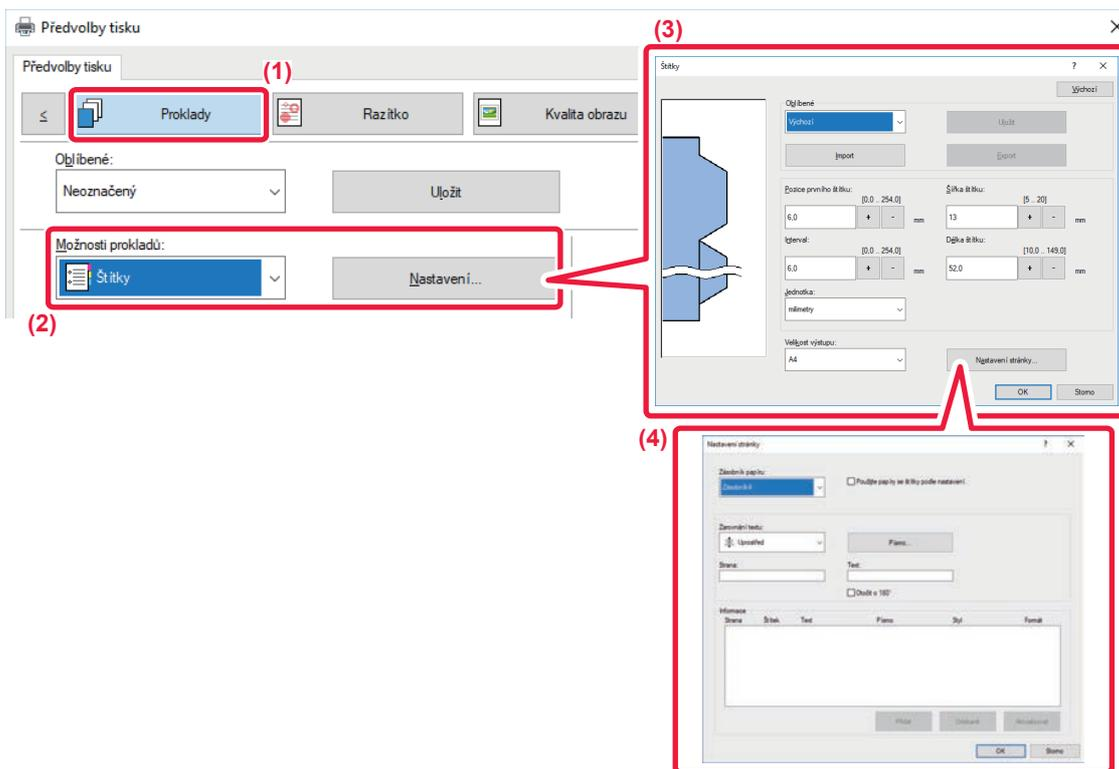 Předvolby tisku
Předvolby tisku
(1)
≤ Proklady Razítko Kvalita obrazu
Oblíbené:
Neoznačený Uložit
Možnosti prokladů:
Štítky Nastavení...
(2)
(3)
Štítky ? ×
Výchozí
Oblíbené
Výchozí Uložit
Import Export
Pozice prvního štítku: Šířka štítku:
[0,0 .. 254,0] [5 .. 20]
6,0 + - mm 13 + - mm
Interval: Délka štítku:
[0,0 .. 254,0] [10,0 .. 149,0]
6,0 + - mm 52,0 + - mm
Jednotka:
milimetry
Velikost výstupu:
A4 Nastavení stránky...
OK Storno
(4)
Nastavení stránky ? ×
Zásobník papíru:
Použijte papíry se štítky podle nastavení.
Zarovnání textu:
Uprostřed Písmo...
Strana: Text:
Otočit o 180°
Informace
Strana Štítek Text Písmo Styl Formát
Přidat Odstranit Aktualizovat
OK Storno